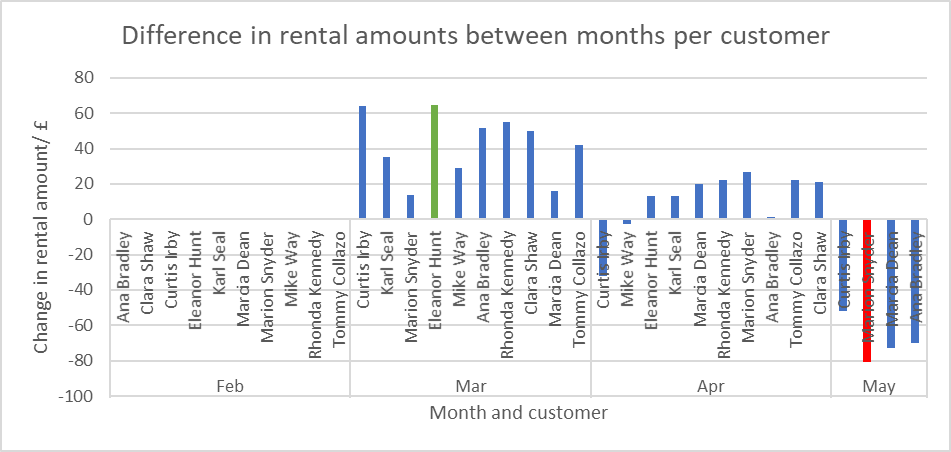 Difference in rental amounts between months per customer
Change in rental amount/ £
80
60
40
20
0
-20
-40
-60
-80
-100
Ana Bradley
Clara Shaw
Curtis Irby
Eleanor Hunt
Karl Seal
Marcia Dean
Marion Snyder
Mike Way
Rhonda Kennedy
Tommy Collazo
Curtis Irby
Karl Seal
Marion Snyder
Eleanor Hunt
Mike Way
Ana Bradley
Rhonda Kennedy
Clara Shaw
Marcia Dean
Tommy Collazo
Curtis Irby
Mike Way
Eleanor Hunt
Karl Seal
Marcia Dean
Rhonda Kennedy
Marion Snyder
Ana Bradley
Tommy Collazo
Clara Shaw
Curtis Irby
Marion Snyder
Marcia Dean
Ana Bradley
Feb
Mar
Apr
May
Month and customer